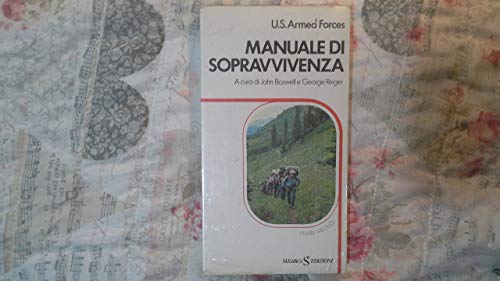 U.S. Armed Forces
MANUALE DI
SOPRAVVIVENZA
A cura di John Boswell e George Reiger
SUGARCO EDIZIONI